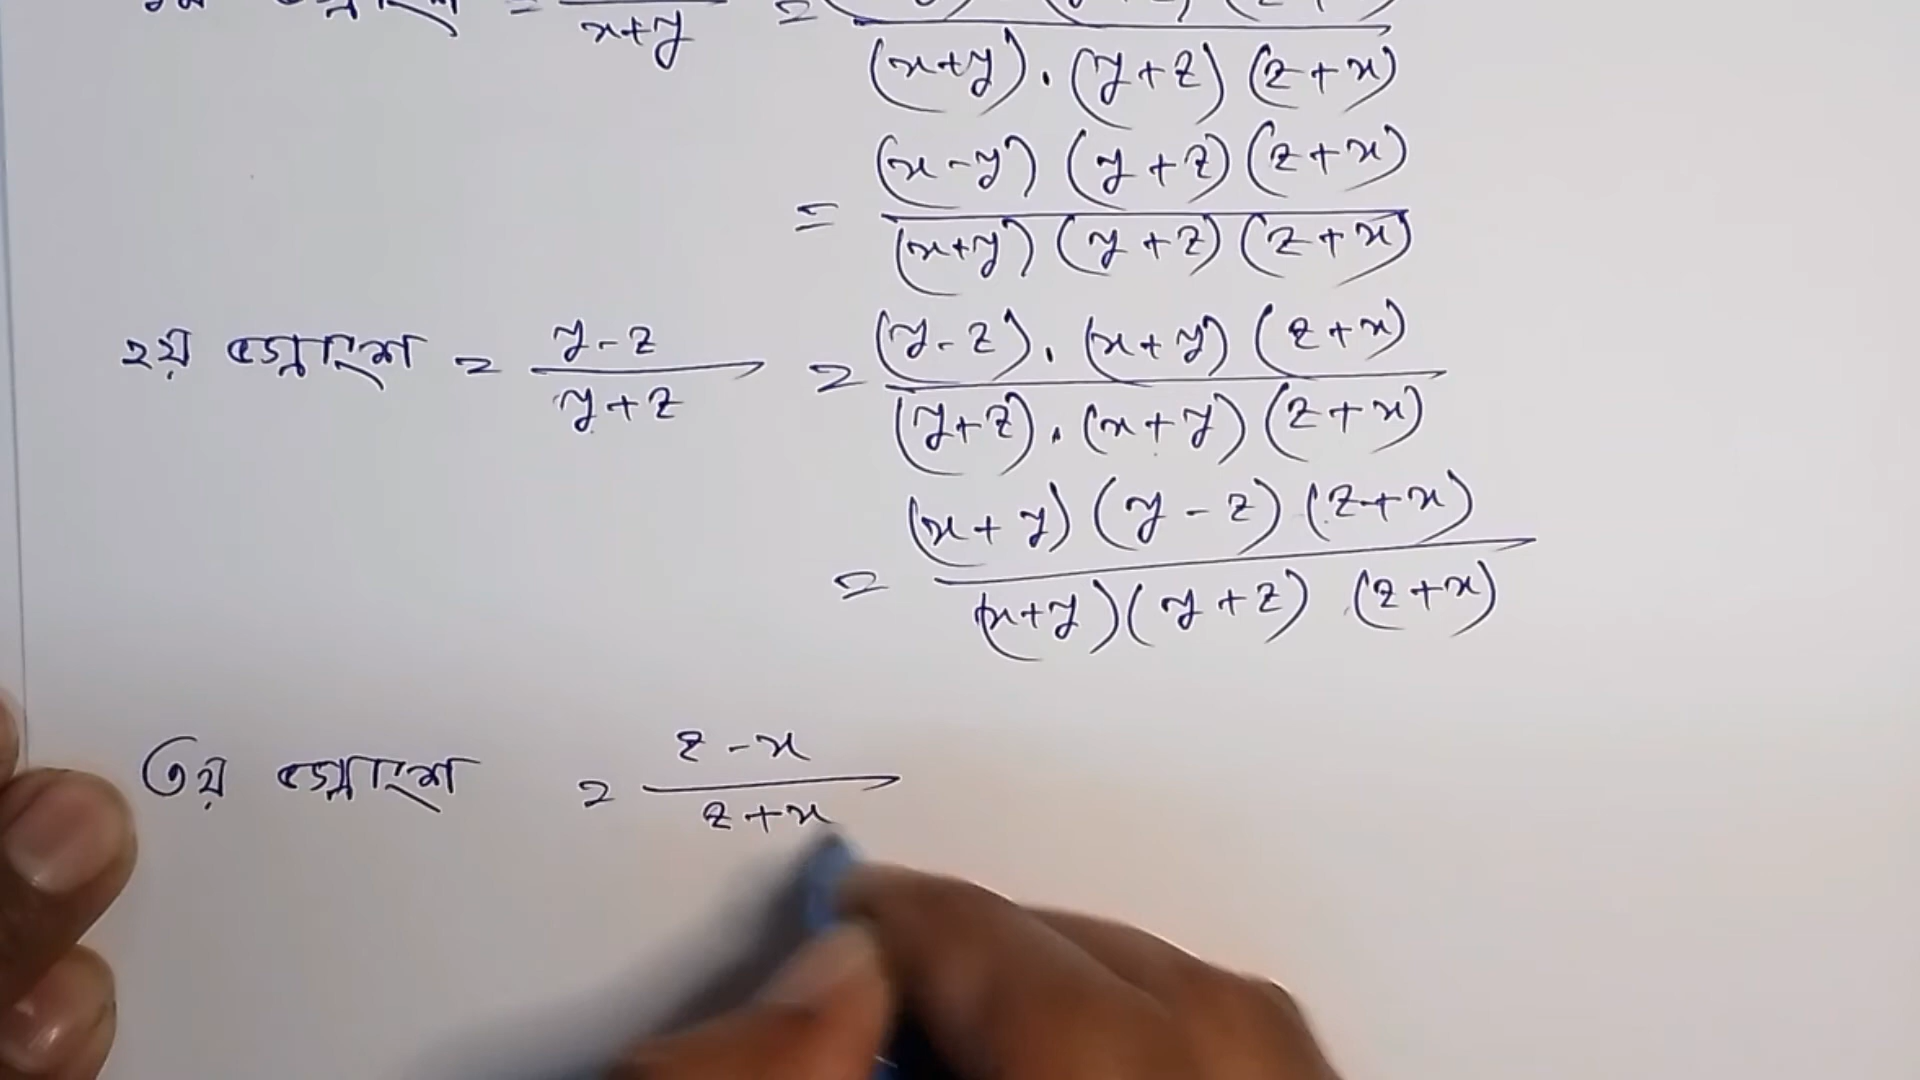 = x+y = (x+y).(y+z)(z+x)
= (x-y)(y+z)(z+x) / (x+y)(y+z)(z+x)
২য় ভগ্নাংশ = y-z / y+z = (y-z).(x+y)(z+x) / (y+z).(x+y)(z+x)
= (x+y)(y-z)(z+x) / (x+y)(y+z)(z+x)
৩য় ভগ্নাংশ = z-x / z+x